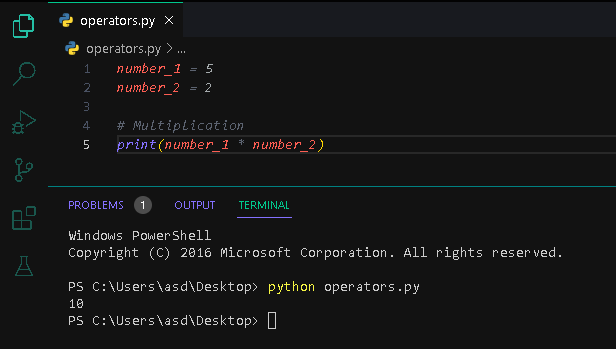 operators.py ×
operators.py > ...
1 number_1 = 5
2 number_2 = 2
3
4 # Multiplication
5 print(number_1 * number_2)
PROBLEMS 1 OUTPUT TERMINAL
Windows PowerShell
Copyright (C) 2016 Microsoft Corporation. All rights reserved.
PS C:\Users\asd\Desktop> python operators.py
10
PS C:\Users\asd\Desktop>